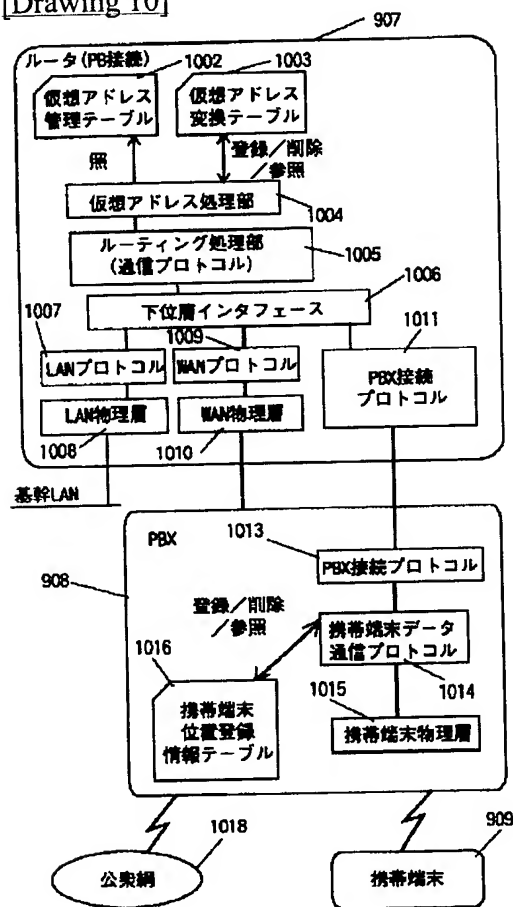 [Drawing 10]
907
ルータ(PB接続)
1002
1003
仮想アドレス
管理テーブル
仮想アドレス
変換テーブル
照
登録/削除
/参照
仮想アドレス処理部
1004
ルーティング処理部
(通信プロトコル)
1005
1006
下位層インタフェース
1007
1009
1011
LANプロトコル
WANプロトコル
PBX接続
プロトコル
LAN物理層
WAN物理層
1008
1010
基幹LAN
PBX
1013
908
PBX接続プロトコル
登録/削除
/参照
携帯端末データ
通信プロトコル
1016
1015
1014
携帯端末
位置登録
情報テーブル
携帯端末物理層
1018
909
公衆網
携帯端末